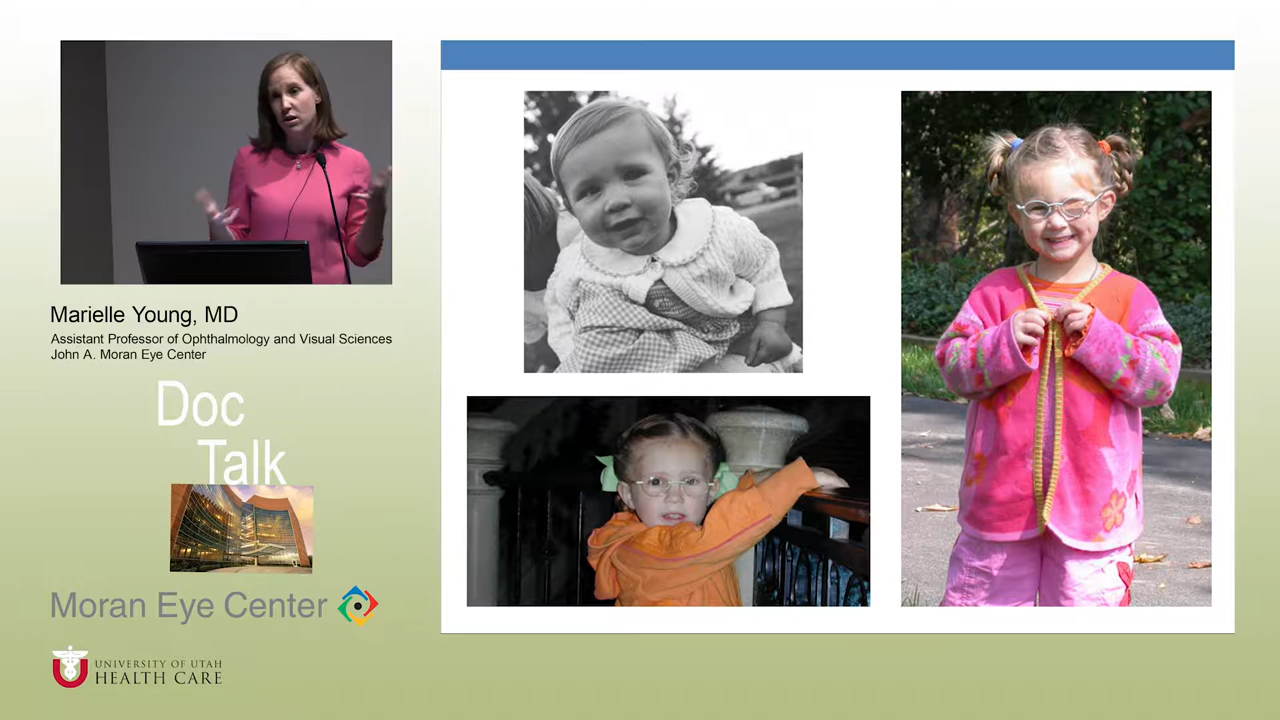 Marielle Young, MD
Assistant Professor of Ophthalmology and Visual Sciences
John A. Moran Eye Center
Doc
Talk
Moran Eye Center
UNIVERSITY OF UTAH
HEALTH CARE